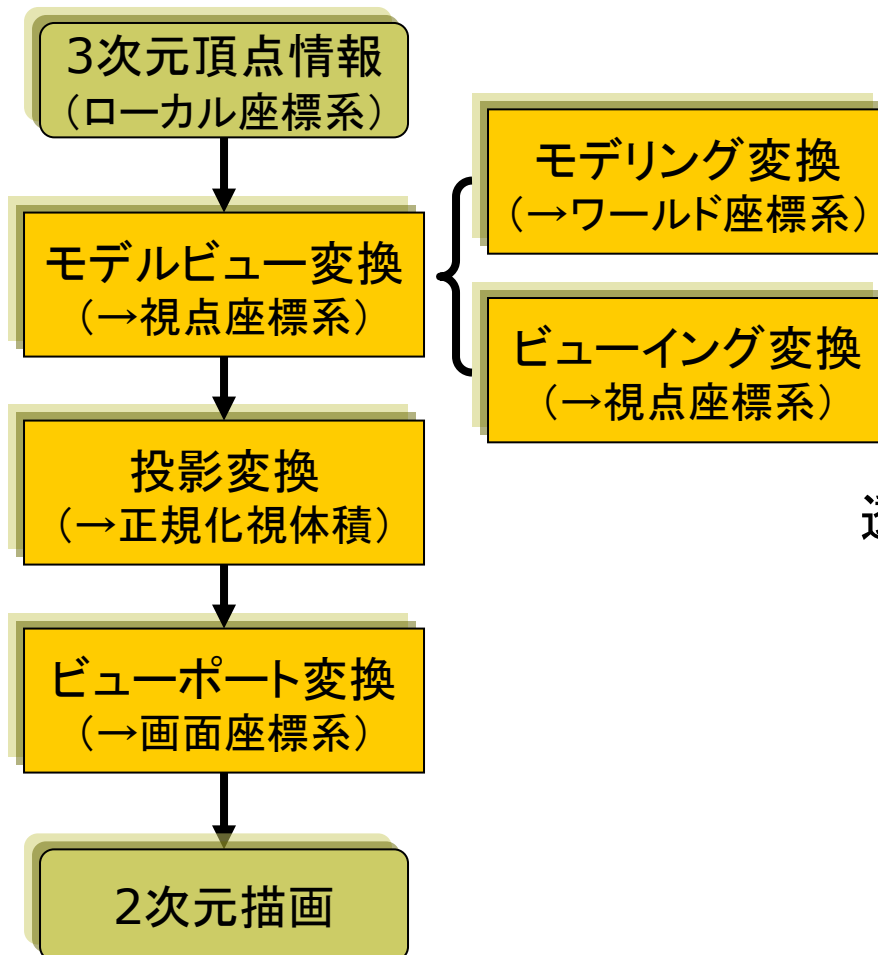 3次元頂点情報
（ローカル座標系）
モデルビュー変換
（→視点座標系）
モデリング変換
（→ワールド座標系）
ビューイング変換
（→視点座標系）
投影変換
（→正規化視体積）
ビューポート変換
（→画面座標系）
2次元描画